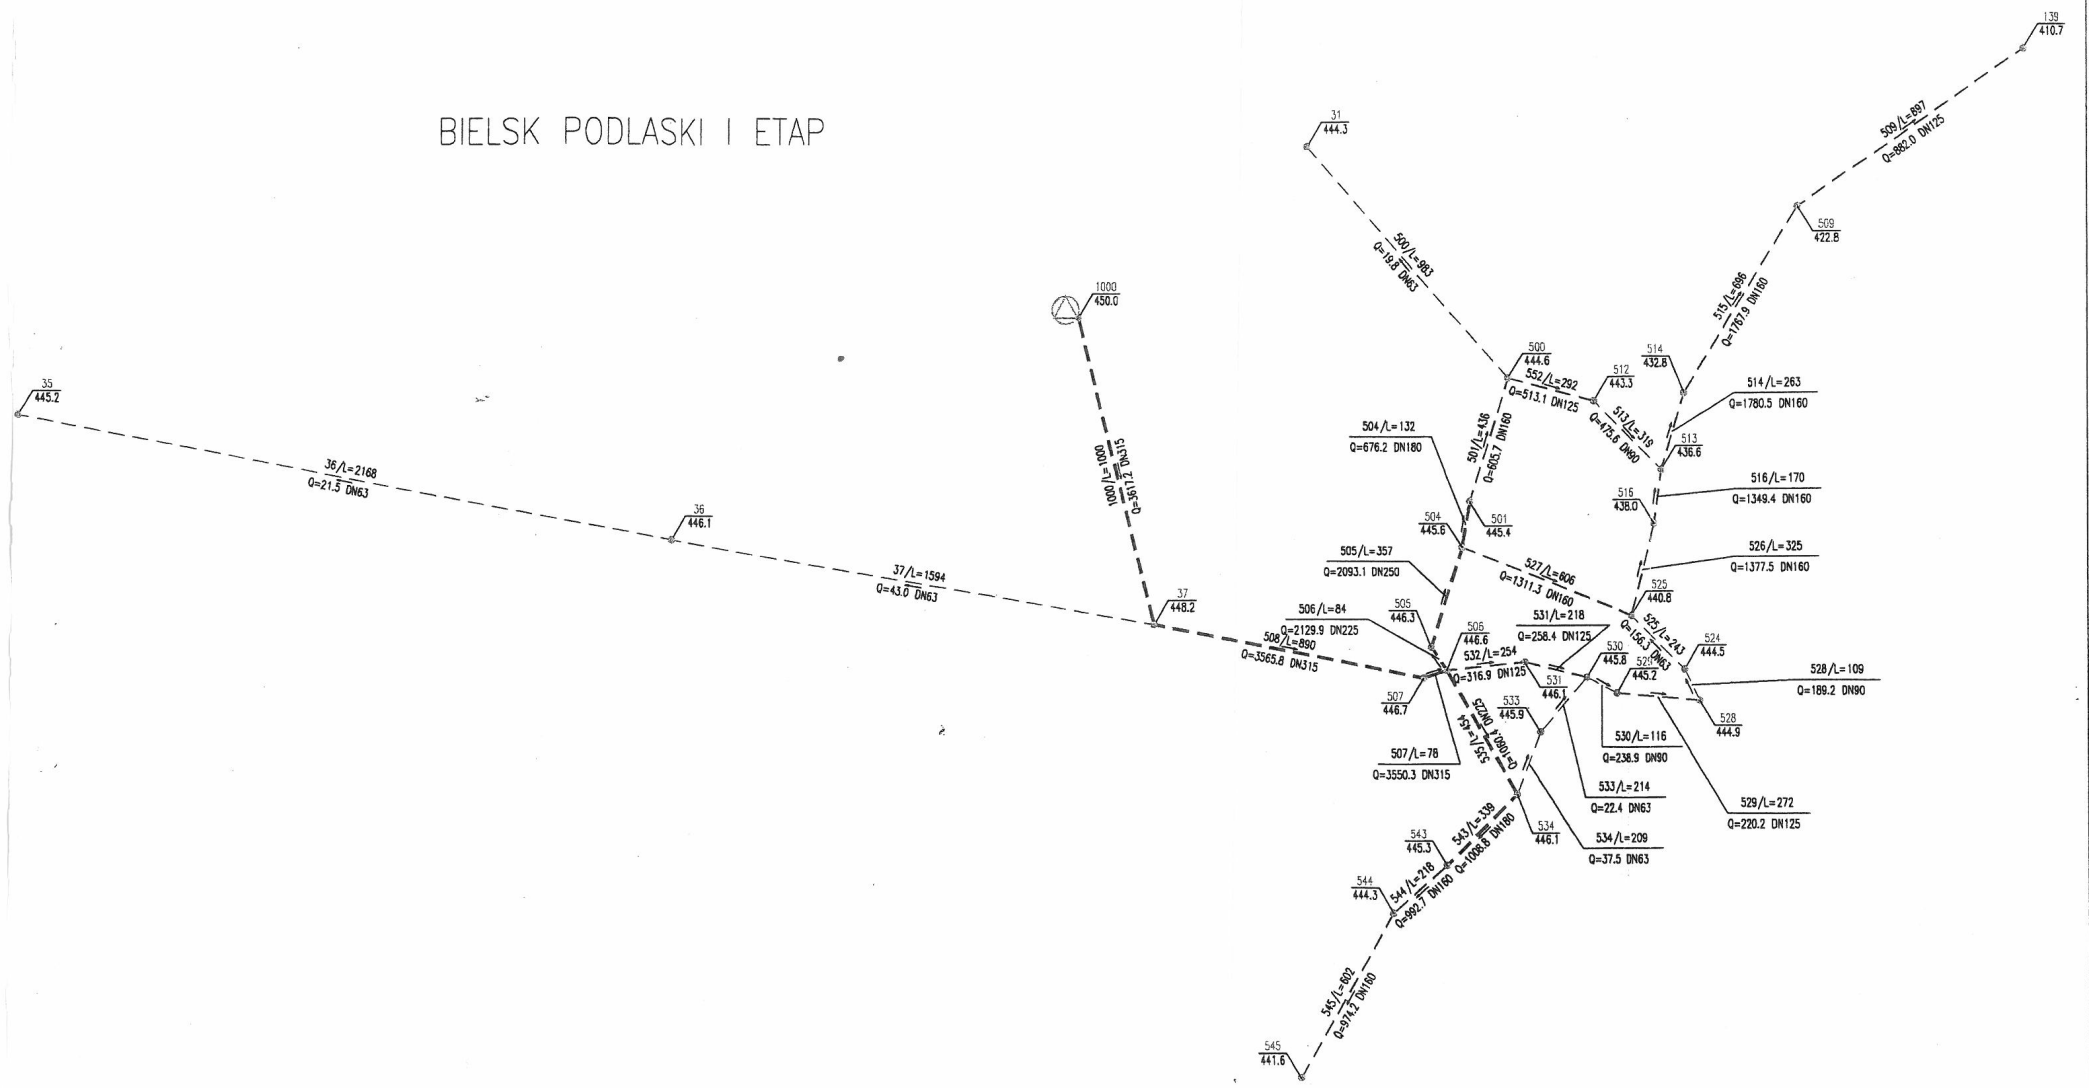 139
410.7
509/L=897
Q=882.0 DN125
31
444.3
BIELSK PODLASKI I ETAP
509
422.8
500/L=983
Q=19.8 DN63
515/L=696
Q=1767.9 DN160
1000
450.0
500
444.6
552/L=292
Q=513.1 DN125
512
443.3
514
432.8
514/L=263
Q=1780.5 DN160
35
445.2
513/L=319
Q=475.6 DN90
513
436.6
501/L=436
Q=605.7 DN160
504/L=132
Q=676.2 DN180
1000/L=1000
Q=3617.2 DN315
36/L=2168
Q=21.5 DN63
516/L=170
Q=1349.4 DN160
516
438.0
36
446.1
504
445.6
501
445.4
505/L=357
Q=2093.1 DN250
526/L=325
Q=1377.5 DN160
527/L=606
Q=1311.3 DN160
37/L=1594
Q=43.0 DN63
525
440.8
37
448.2
506/L=84
Q=2129.9 DN225
505
446.3
531/L=218
Q=258.4 DN125
525/L=243
Q=156.3 DN63
508/L=890
Q=3565.8 DN315
506
446.6
532/L=254
Q=316.9 DN125
530
445.8
524
444.5
445.2
528/L=109
Q=189.2 DN90
531
446.1
507
446.7
533
445.9
528
444.9
535/L=454
Q=1060.4 DN225
507/L=78
Q=3550.3 DN315
530/L=116
Q=238.9 DN90
533/L=214
Q=22.4 DN63
529/L=272
Q=220.2 DN125
534
446.1
534/L=209
Q=37.5 DN63
543/L=339
Q=1008.8 DN180
543
445.3
544/L=218
Q=992.7 DN160
544
444.3
545/L=602
Q=974.2 DN160
545
441.6